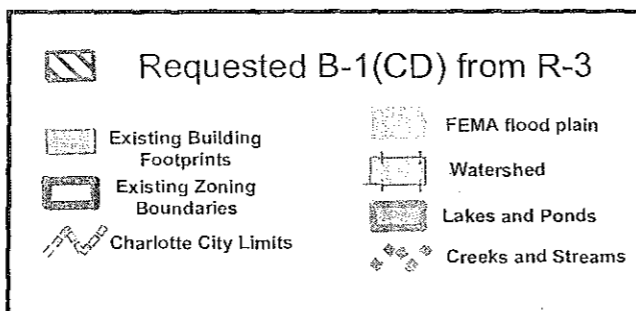 Requested B-1(CD) from R-3
Existing Building
Footprints
Existing Zoning
Boundaries
Charlotte City Limits
FEMA flood plain
Watershed
Lakes and Ponds
Creeks and Streams